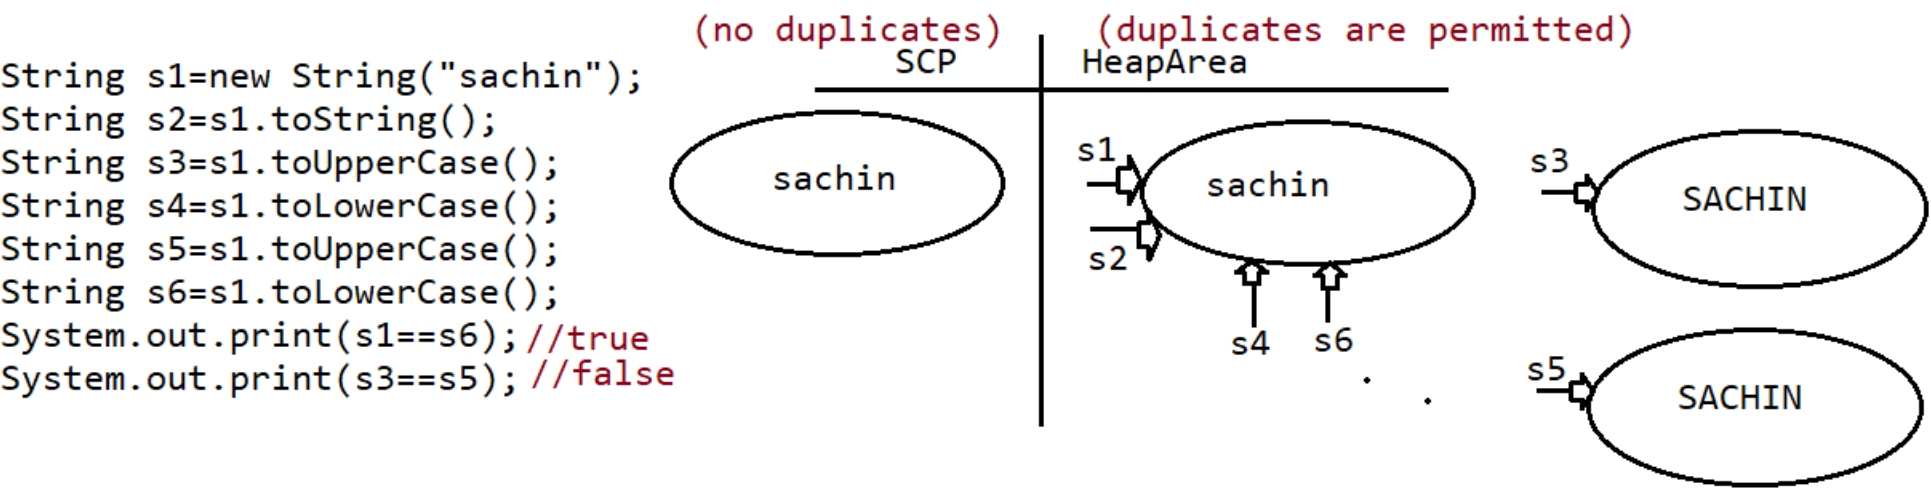 (no duplicates) (duplicates are permitted)
SCP HeapArea
String s1=new String("sachin");
String s2=s1.toString();
String s3=s1.toUpperCase();
String s4=s1.toLowerCase();
String s5=s1.toUpperCase();
String s6=s1.toLowerCase();
System.out.print(s1==s6); //true
System.out.print(s3==s5); //false
sachin
s1
sachin
s2
s4 s6
s3
SACHIN
s5
SACHIN